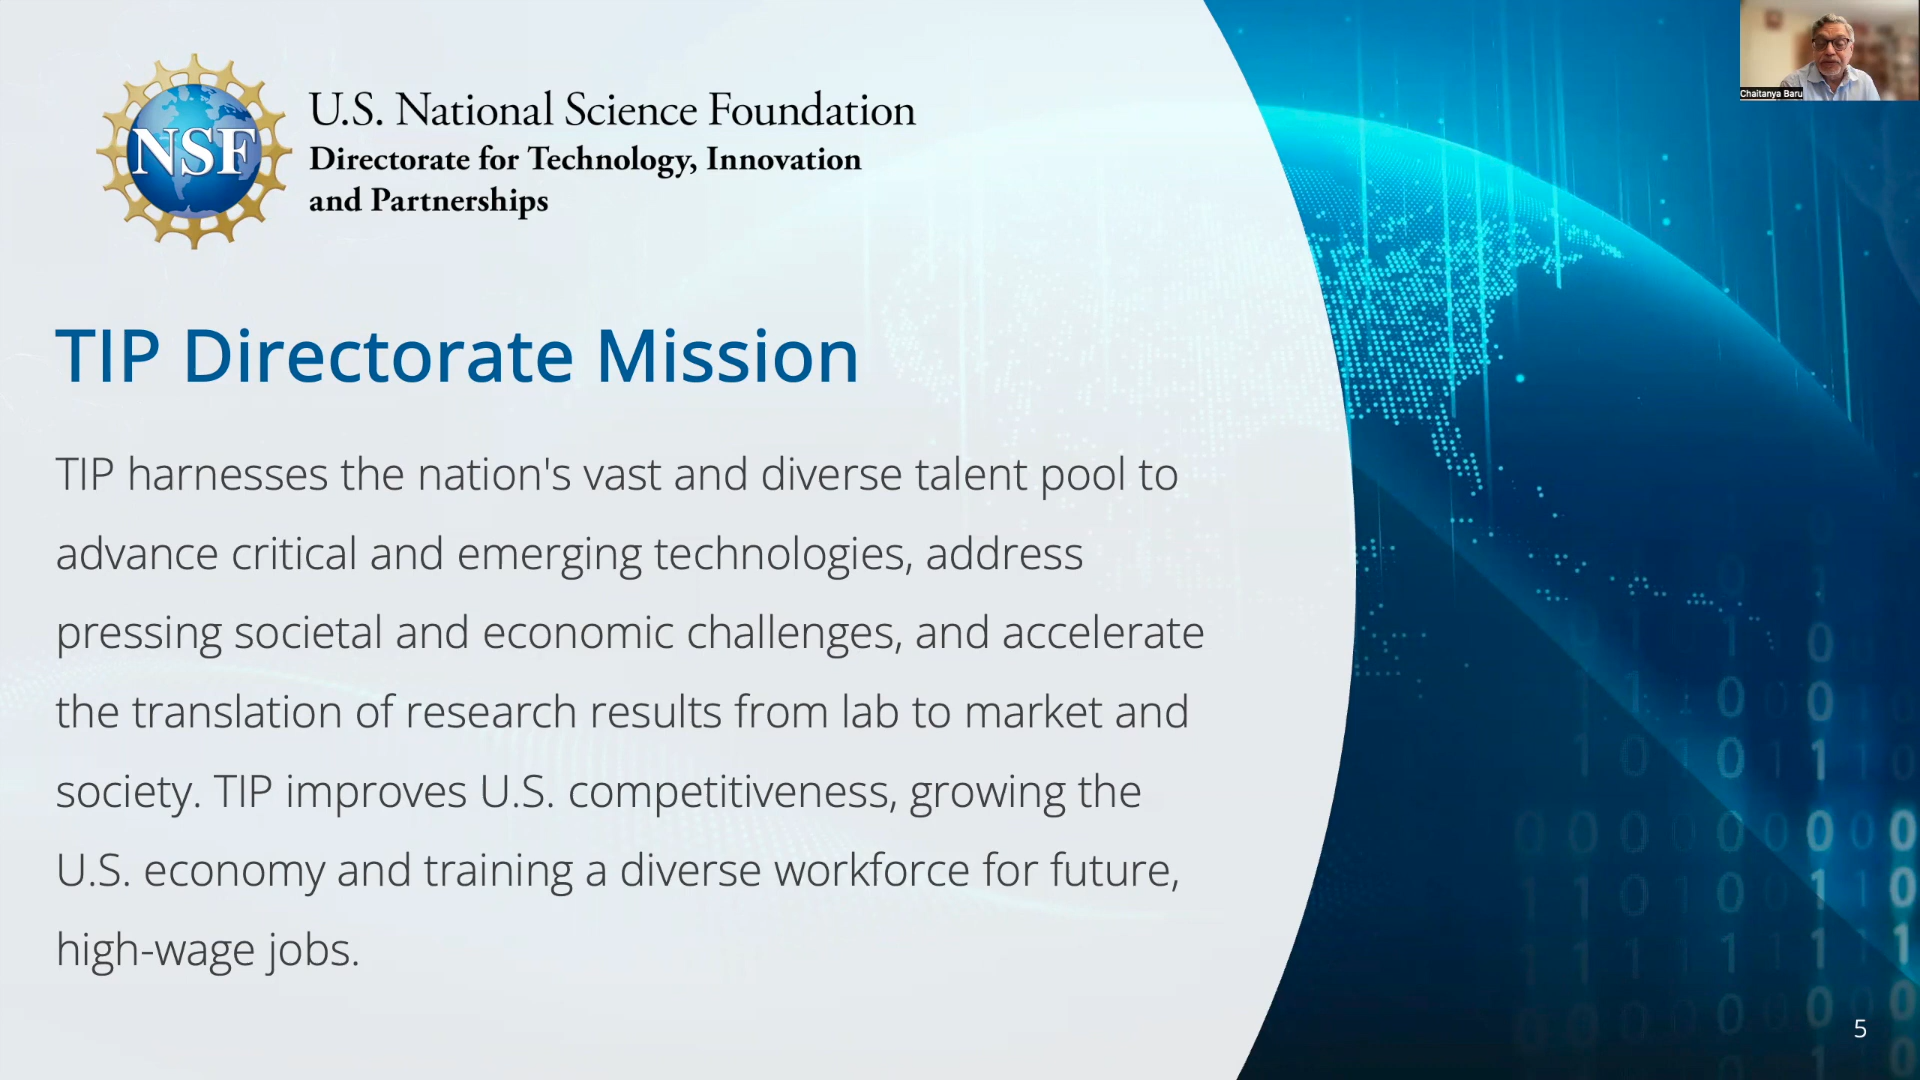 Chaitanya Baru
NSF
U.S. National Science Foundation
Directorate for Technology, Innovation
and Partnerships
TIP Directorate Mission
TIP harnesses the nation's vast and diverse talent pool to
advance critical and emerging technologies, address
pressing societal and economic challenges, and accelerate
the translation of research results from lab to market and
society. TIP improves U.S. competitiveness, growing the
U.S. economy and training a diverse workforce for future,
high-wage jobs.
5